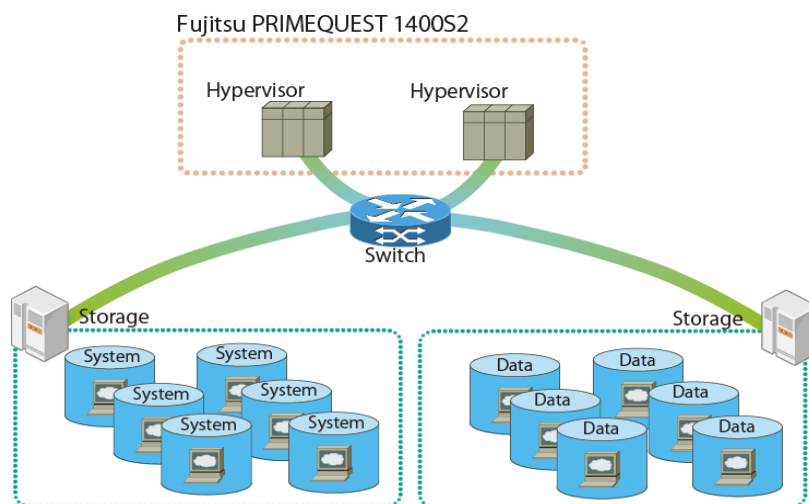 Fujitsu PRIMEQUEST 1400S2
Hypervisor
Hypervisor
Switch
Storage
Storage
System
System
System
System
System
System
Data
Data
Data
Data
Data
Data